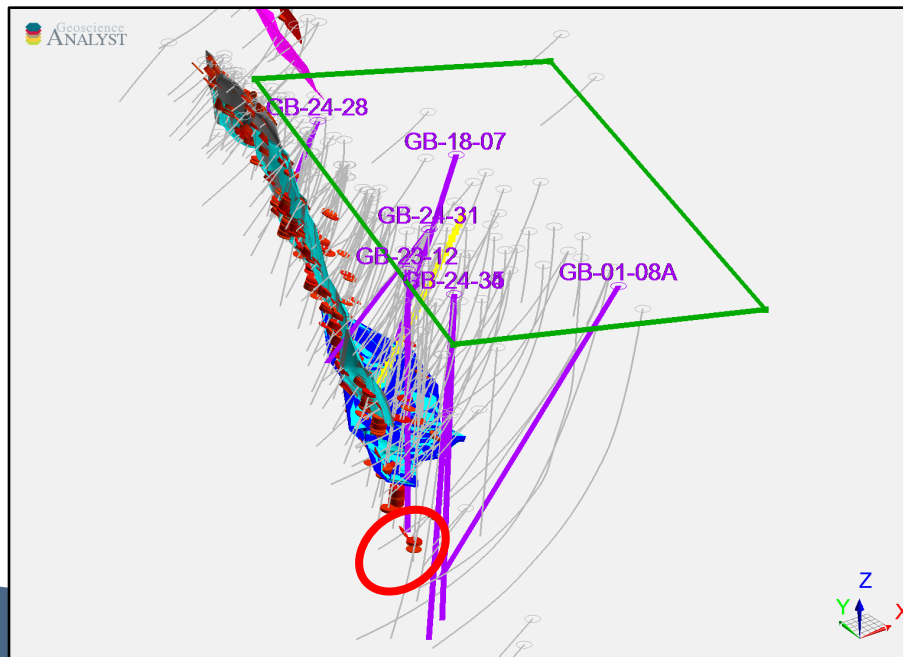 Geoscience
ANALYST
GB-24-28
GB-18-07
GB-24-31
GB-23-12
GB-01-08A
Z
Y
X